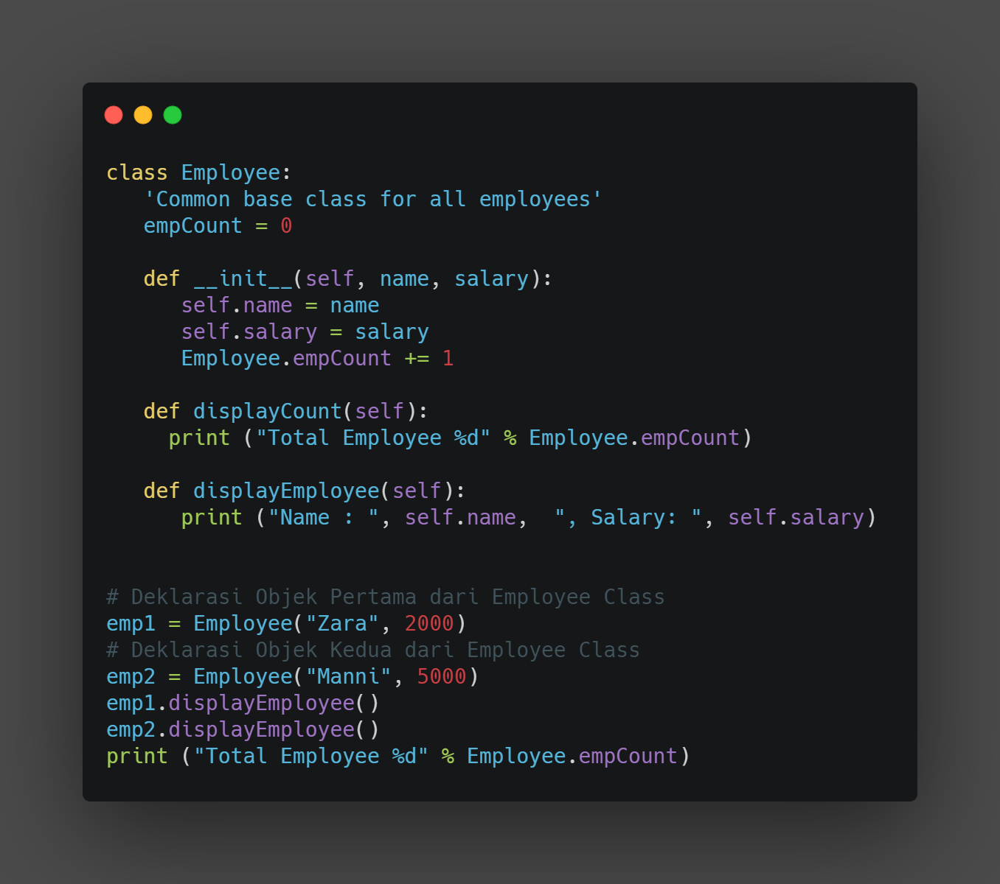 class Employee:
   'Common base class for all employees'
   empCount = 0

   def __init__(self, name, salary):
      self.name = name
      self.salary = salary
      Employee.empCount += 1

   def displayCount(self):
     print ("Total Employee %d" % Employee.empCount)

   def displayEmployee(self):
      print ("Name : ", self.name,  ", Salary: ", self.salary)


# Deklarasi Objek Pertama dari Employee Class
emp1 = Employee("Zara", 2000)
# Deklarasi Objek Kedua dari Employee Class
emp2 = Employee("Manni", 5000)
emp1.displayEmployee()
emp2.displayEmployee()
print ("Total Employee %d" % Employee.empCount)